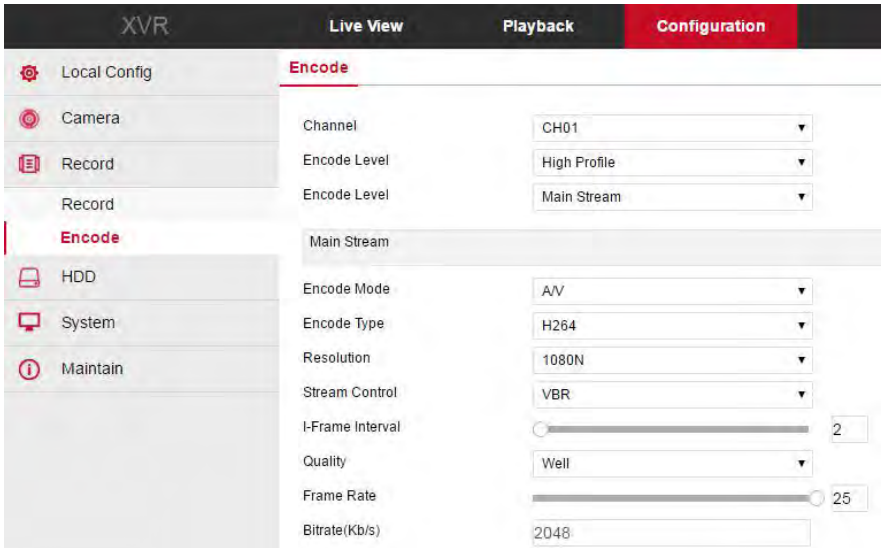 XVR Live View Playback Configuration
Local Config
Camera
Record
Record
Encode
HDD
System
Maintain
Encode
Channel CH01
Encode Level High Profile
Encode Level Main Stream
Main Stream
Encode Mode A/V
Encode Type H264
Resolution 1080N
Stream Control VBR
I-Frame Interval 2
Quality Well
Frame Rate 25
Bitrate(Kb/s) 2048